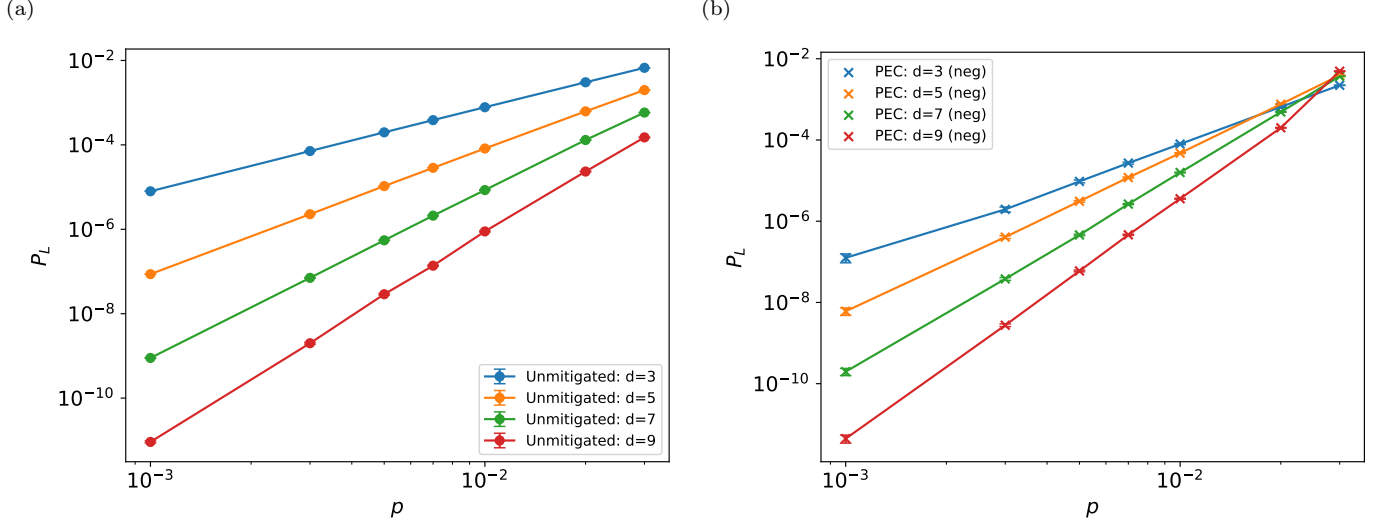 (a)
10⁻²
10⁻⁴
10⁻⁶
10⁻⁸
10⁻¹⁰
P_L
10⁻³
10⁻²
p
Unmitigated: d=3
Unmitigated: d=5
Unmitigated: d=7
Unmitigated: d=9
(b)
10⁻²
10⁻⁴
10⁻⁶
10⁻⁸
10⁻¹⁰
P_L
10⁻³
10⁻²
p
PEC: d=3 (neg)
PEC: d=5 (neg)
PEC: d=7 (neg)
PEC: d=9 (neg)